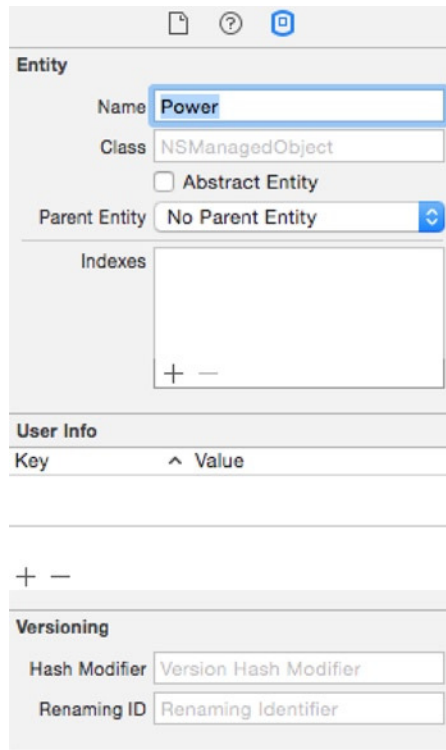 Entity
Name Power
Class NSManagedObject
Abstract Entity
Parent Entity No Parent Entity
Indexes
+ −
User Info
Key ^ Value
+ −
Versioning
Hash Modifier Version Hash Modifier
Renaming ID Renaming Identifier